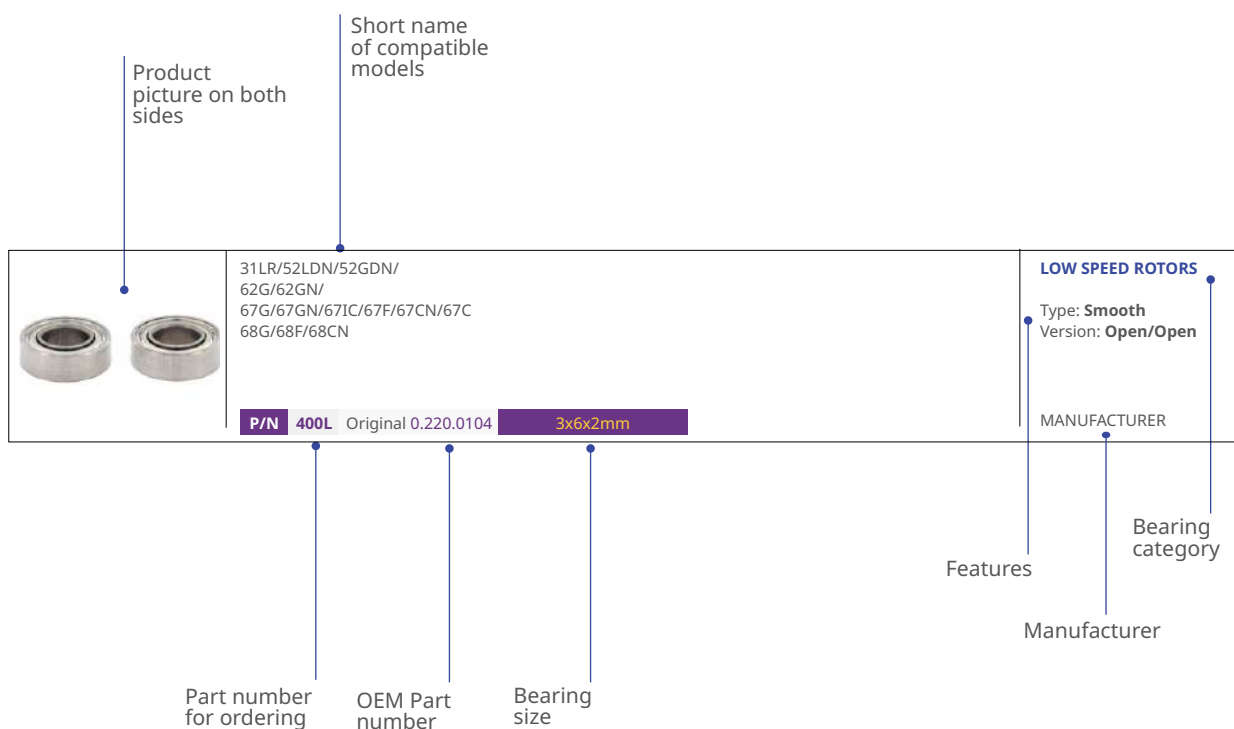 Short name
of compatible
models
Product
picture on both
sides
31LR/52LDN/52GDN/
62G/62GN/
67G/67GN/67IC/67F/67CN/67C
68G/68F/68CN
P/N 400L Original 0.220.0104 3x6x2mm
LOW SPEED ROTORS
Type: Smooth
Version: Open/Open
MANUFACTURER
Bearing
category
Features
Manufacturer
Part number
for ordering
OEM Part
number
Bearing
size